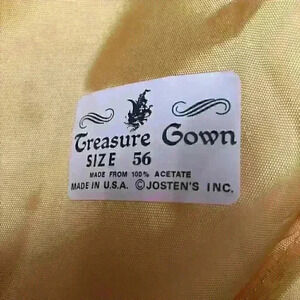 Treasure Gown
SIZE 56
MADE FROM 100% ACETATE
MADE IN U.S.A. ©JOSTEN'S INC.